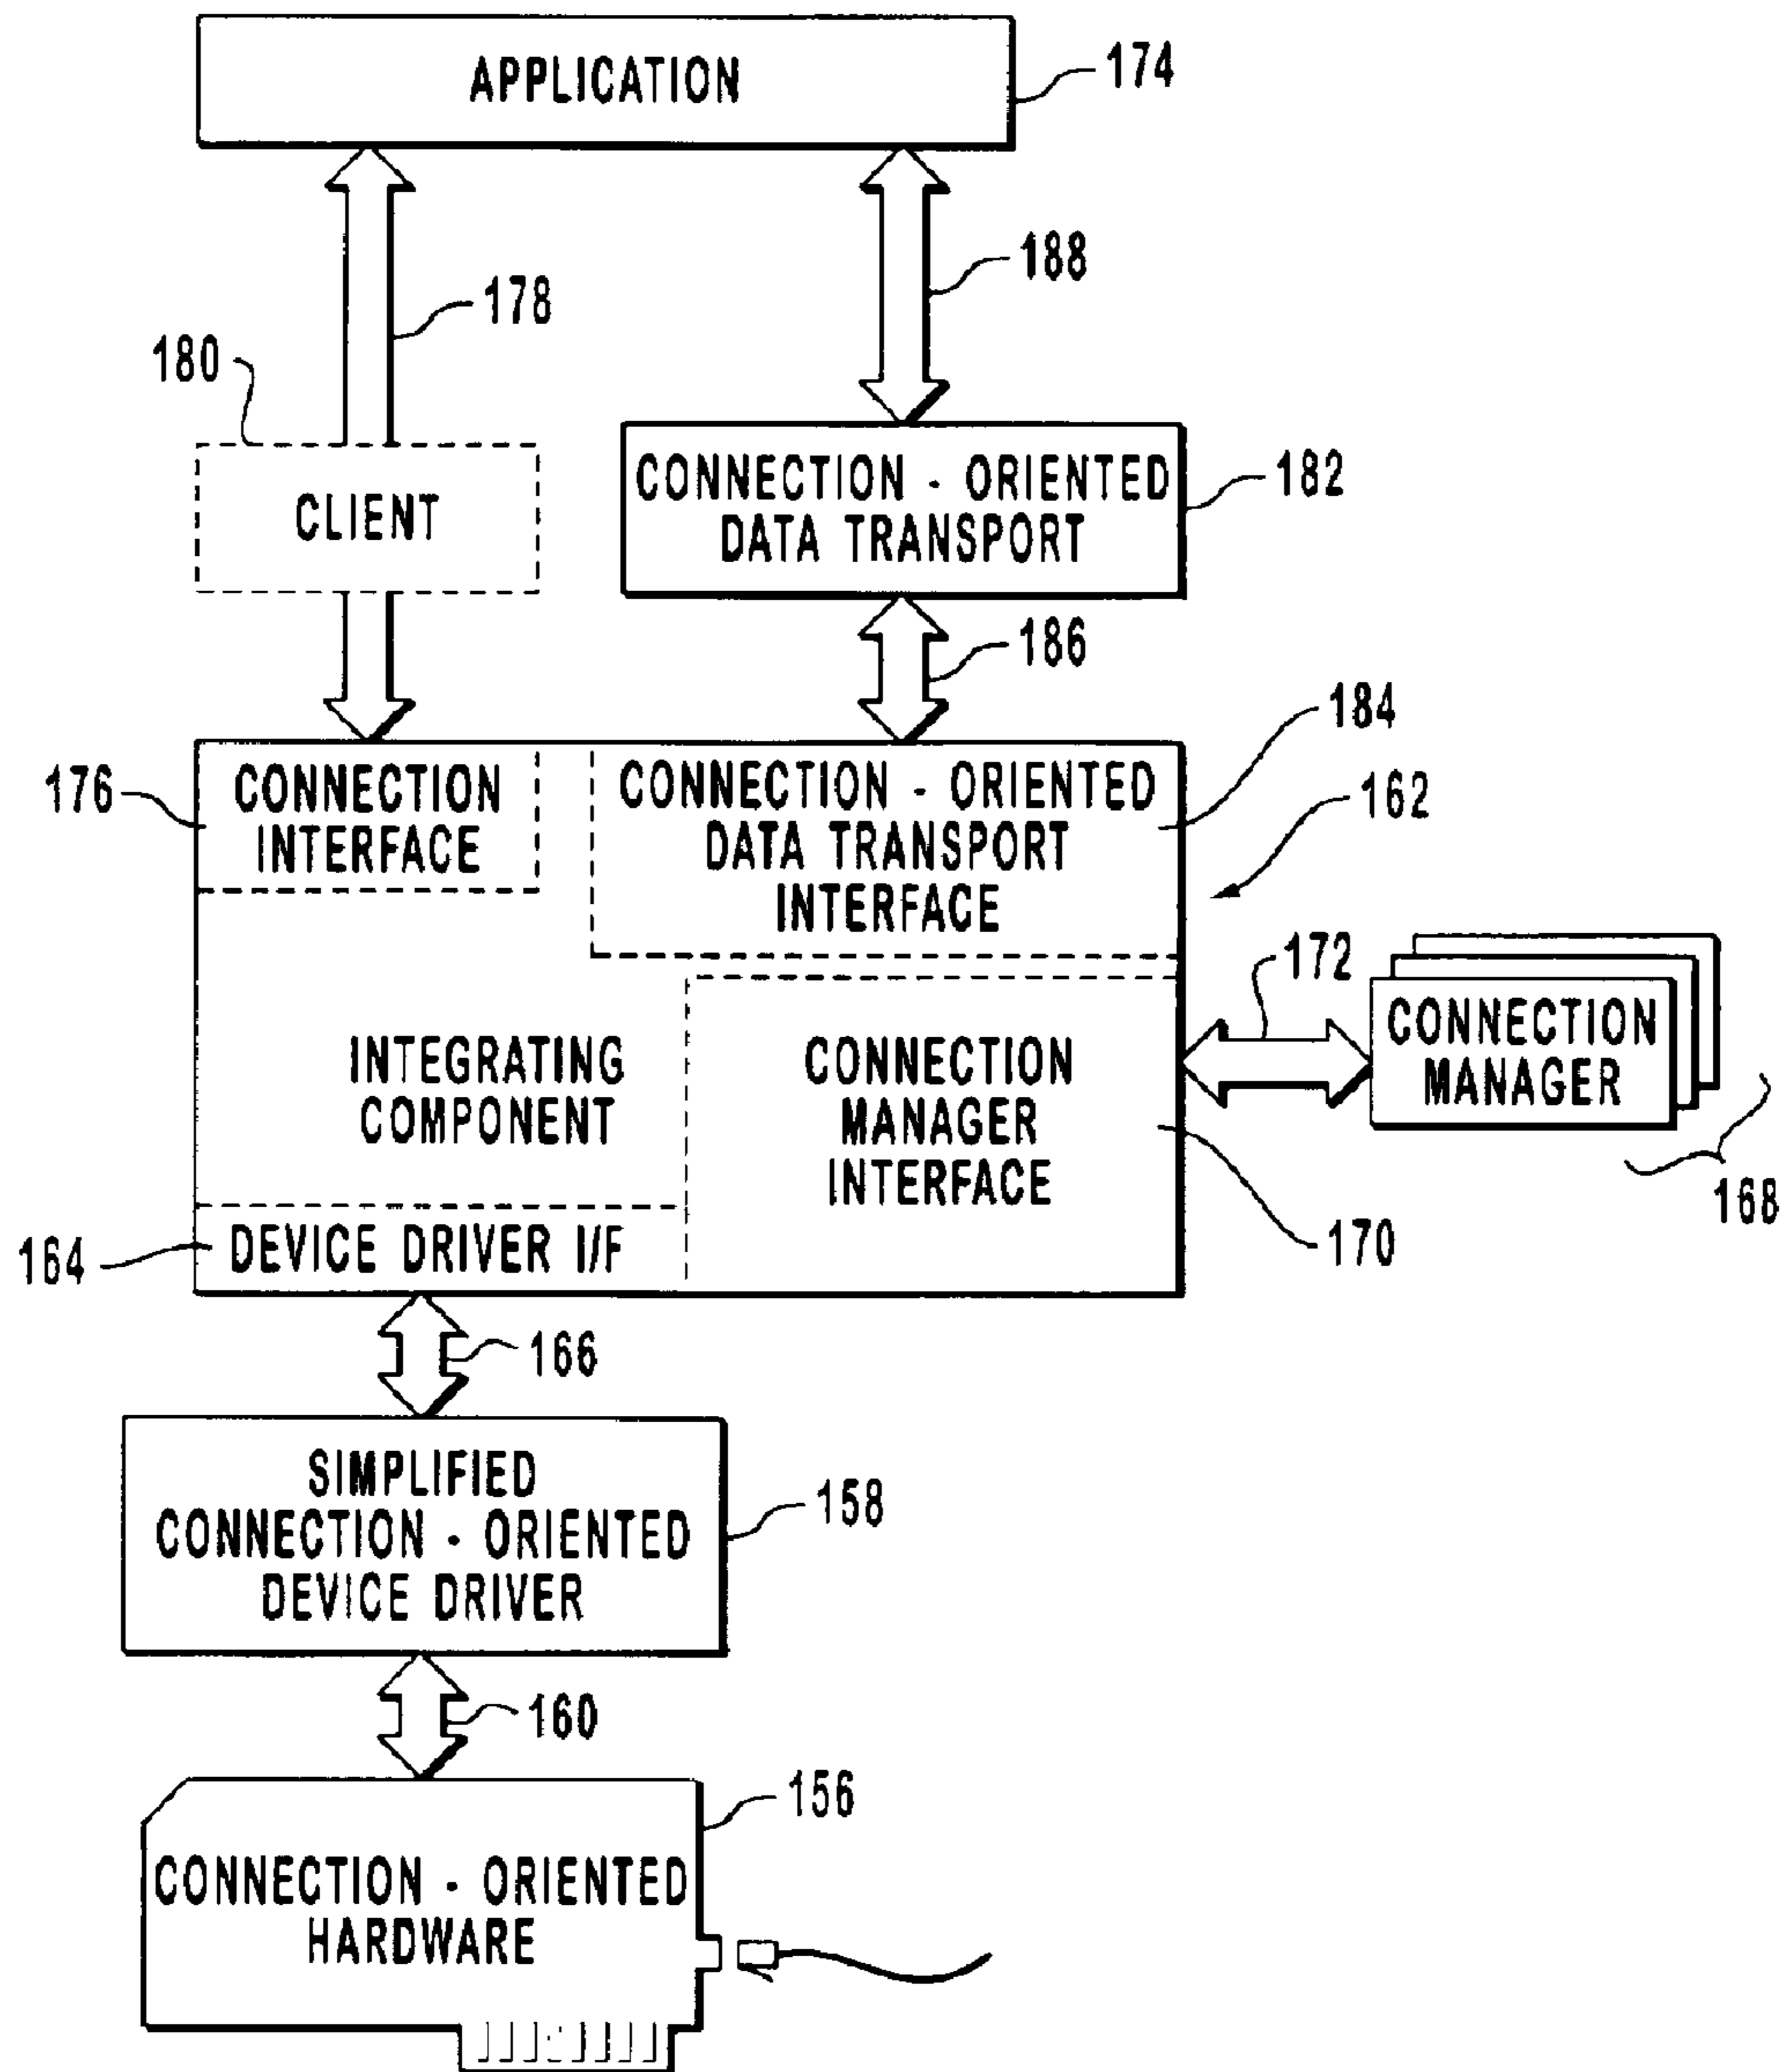 APPLICATION
174
188
178
180
CLIENT
CONNECTION - ORIENTED
DATA TRANSPORT
182
186
184
162
176
CONNECTION
INTERFACE
CONNECTION - ORIENTED
DATA TRANSPORT
INTERFACE
172
CONNECTION
MANAGER
168
INTEGRATING
COMPONENT
CONNECTION
MANAGER
INTERFACE
170
164
DEVICE DRIVER I/F
166
SIMPLIFIED
CONNECTION - ORIENTED
DEVICE DRIVER
158
160
156
CONNECTION - ORIENTED
HARDWARE